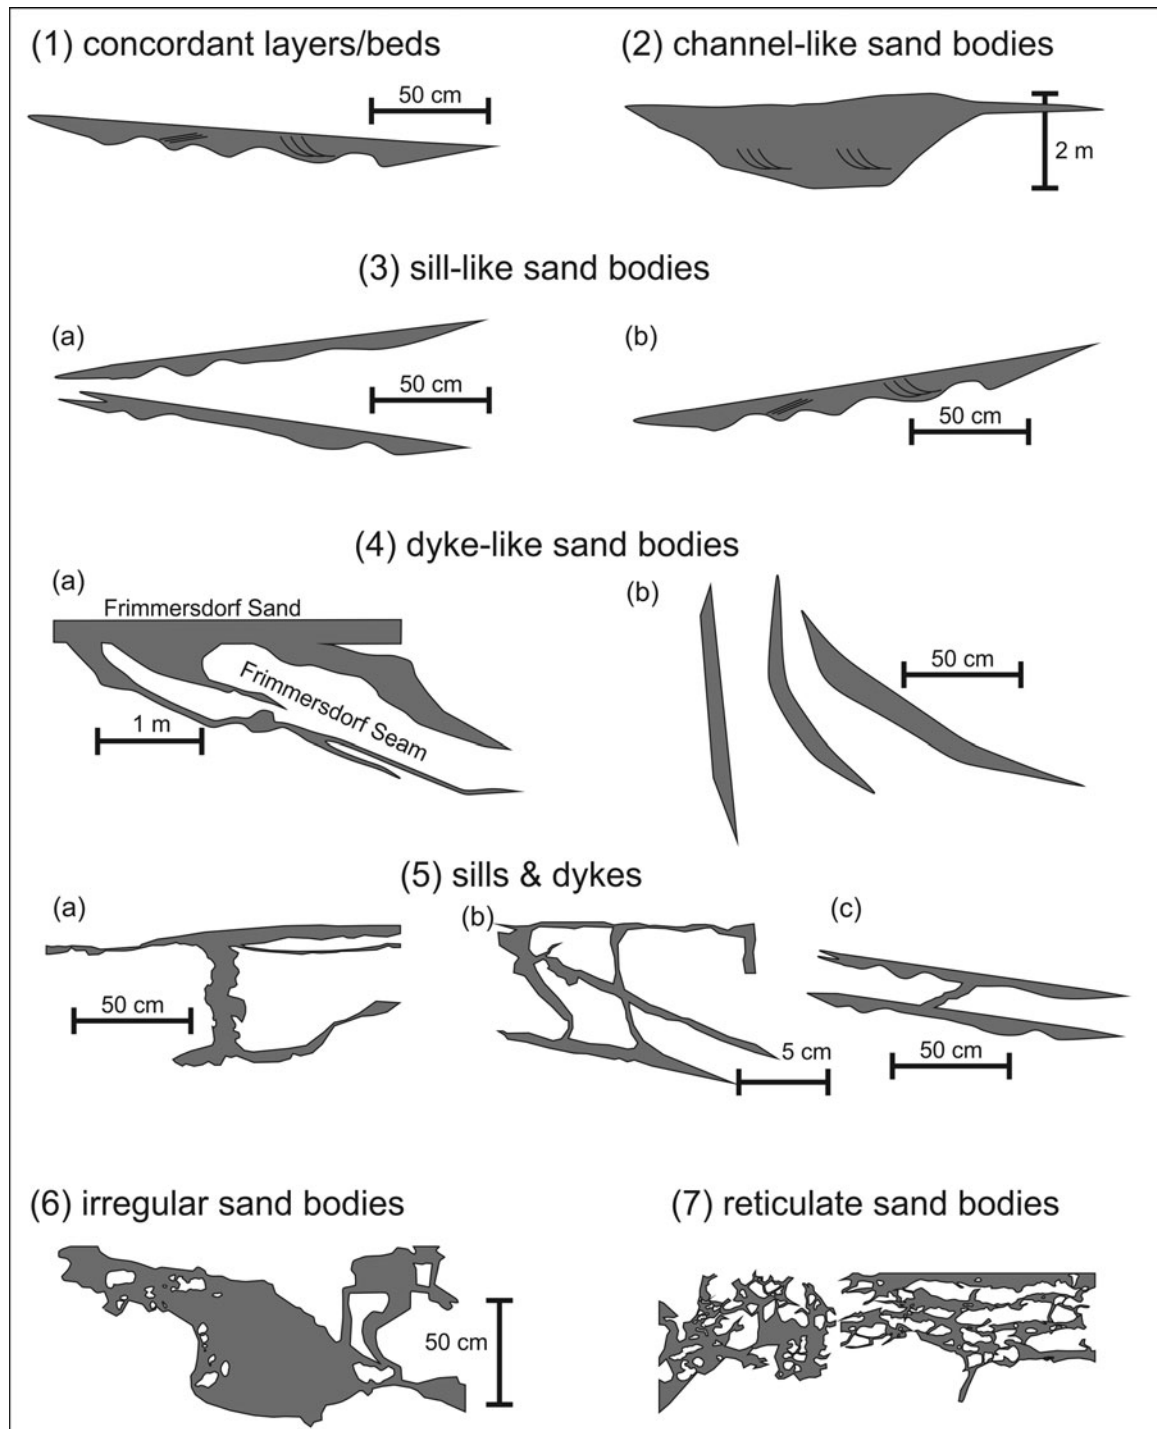 (1) concordant layers/beds
50 cm
(2) channel-like sand bodies
2 m
(3) sill-like sand bodies
(a)
50 cm
(b)
50 cm
(4) dyke-like sand bodies
(a)
Frimmersdorf Sand
Frimmersdorf Seam
1 m
(b)
50 cm
(5) sills & dykes
(a)
50 cm
(b)
5 cm
(c)
50 cm
(6) irregular sand bodies
50 cm
(7) reticulate sand bodies